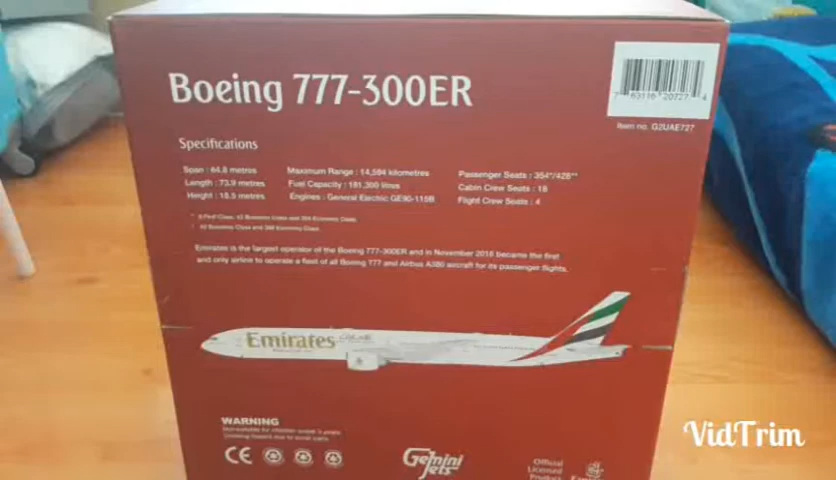 Boeing 777-300ER
7 63116 20727 4
Item no. G2UAE727
Specifications
Span : 64.8 metres
Length : 73.9 metres
Height : 18.5 metres
Maximum Range : 14,594 kilometres
Fuel Capacity : 181,300 litres
Engines : General Electric GE90-115B
Passenger Seats : 354*/428**
Cabin Crew Seats : 18
Flight Crew Seats : 4
Emirates is the largest operator of the Boeing 777-300ER and in November 2016 became the first
and only airline to operate a fleet of all Boeing 777 and Airbus A380 aircraft for its passenger flights.
Emirates
WARNING
CE
Gemini
Jets
Official
Licensed
Product
VidTrim